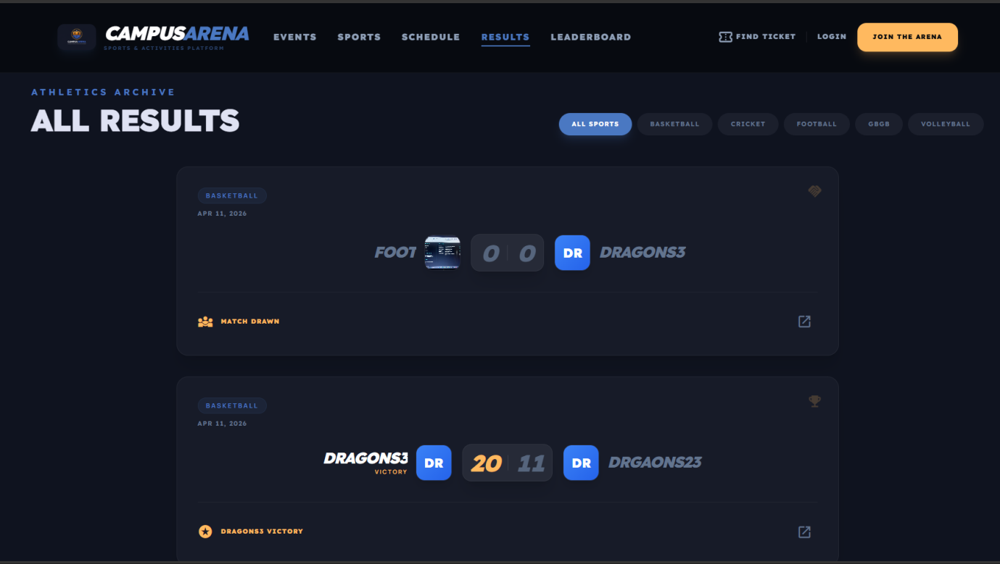 CAMPUSARENA
SPORTS & ACTIVITIES PLATFORM
EVENTS SPORTS SCHEDULE RESULTS LEADERBOARD
FIND TICKET LOGIN JOIN THE ARENA
ATHLETICS ARCHIVE
ALL RESULTS
ALL SPORTS BASKETBALL CRICKET FOOTBALL GBGB VOLLEYBALL
BASKETBALL
APR 11, 2026
FOOT 0 0 DR DRAGONS3
MATCH DRAWN
BASKETBALL
APR 11, 2026
DRAGONS3 DR 20 11 DR DRGAONS23
VICTORY
DRAGONS3 VICTORY